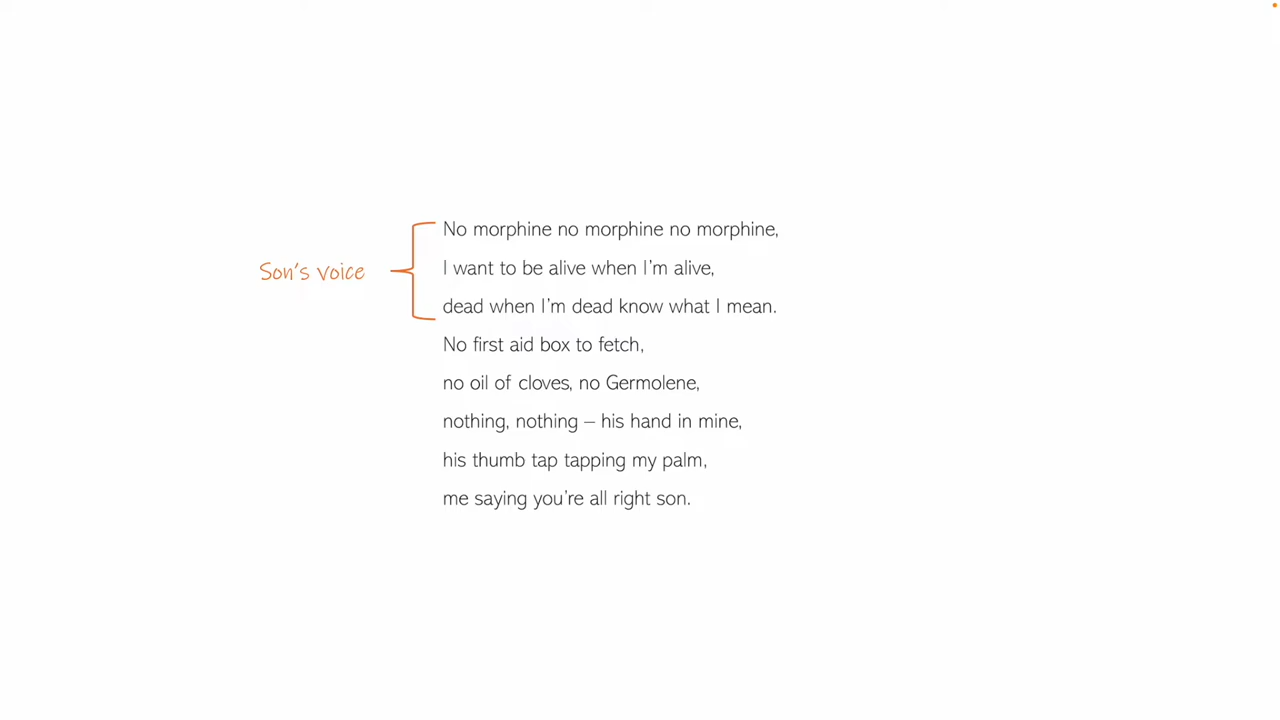 No morphine no morphine no morphine,
Son's voice
I want to be alive when I'm alive,
dead when I'm dead know what I mean.
No first aid box to fetch,
no oil of cloves, no Germolene,
nothing, nothing – his hand in mine,
his thumb tap tapping my palm,
me saying you're all right son.